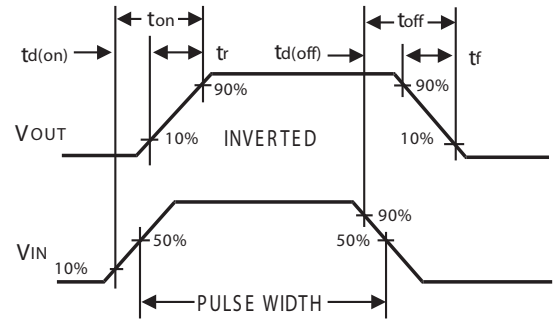 ton
toff
td(on)
tr
td(off)
tf
90%
90%
VOUT
10%
INVERTED
10%
90%
VIN
50%
50%
10%
PULSE WIDTH